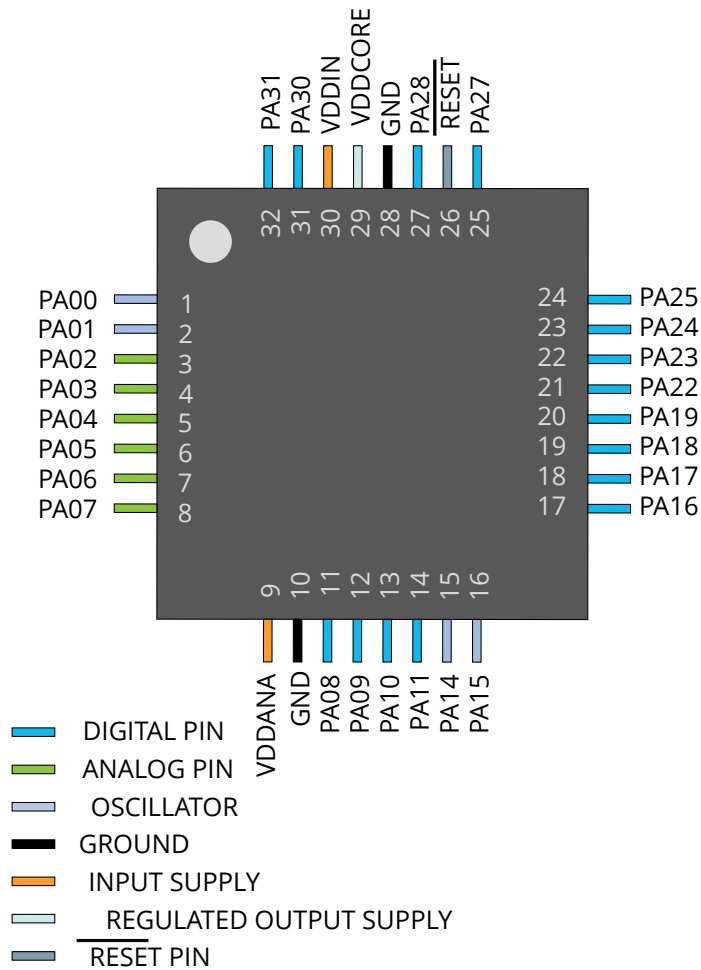 PA31
PA30
VDDIN
VDDCORE
GND
PA28
RESET
PA27
32
31
30
29
28
27
26
25
PA00 1
PA01 2
PA02 3
PA03 4
PA04 5
PA05 6
PA06 7
PA07 8
24 PA25
23 PA24
22 PA23
21 PA22
20 PA19
19 PA18
18 PA17
17 PA16
9
10
11
12
13
14
15
16
VDDANA
GND
PA08
PA09
PA10
PA11
PA14
PA15
DIGITAL PIN
ANALOG PIN
OSCILLATOR
GROUND
INPUT SUPPLY
REGULATED OUTPUT SUPPLY
RESET PIN